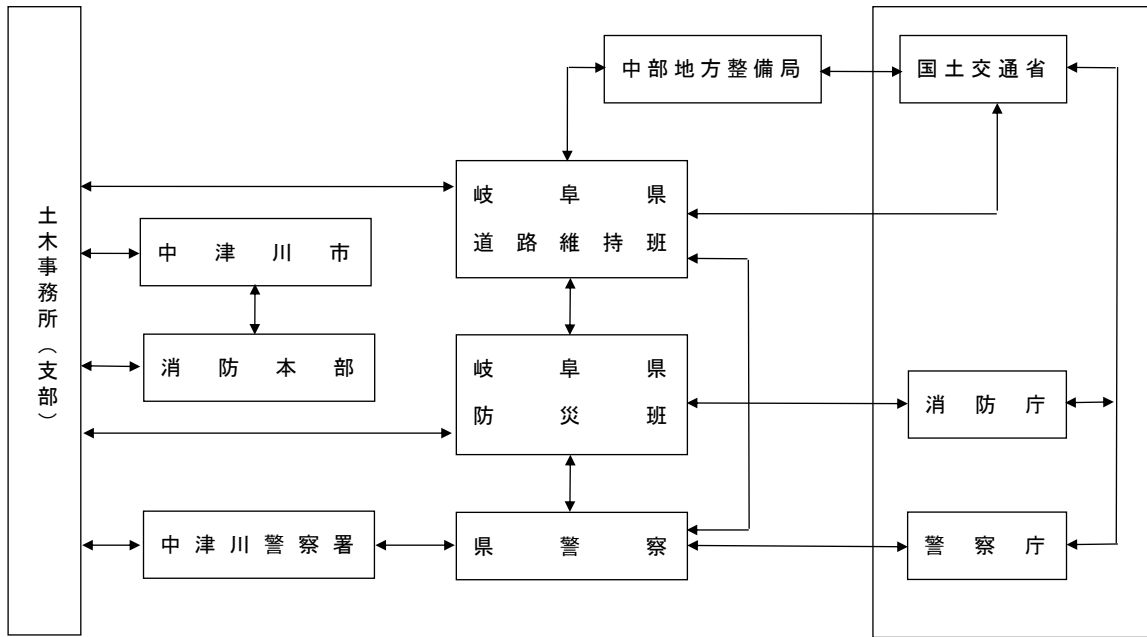 土木事務所（支部）
中部地方整備局
国土交通省
岐阜県
道路維持班
中津川市
消防本部
岐阜県
防災班
消防庁
中津川警察署
県警察
警察庁